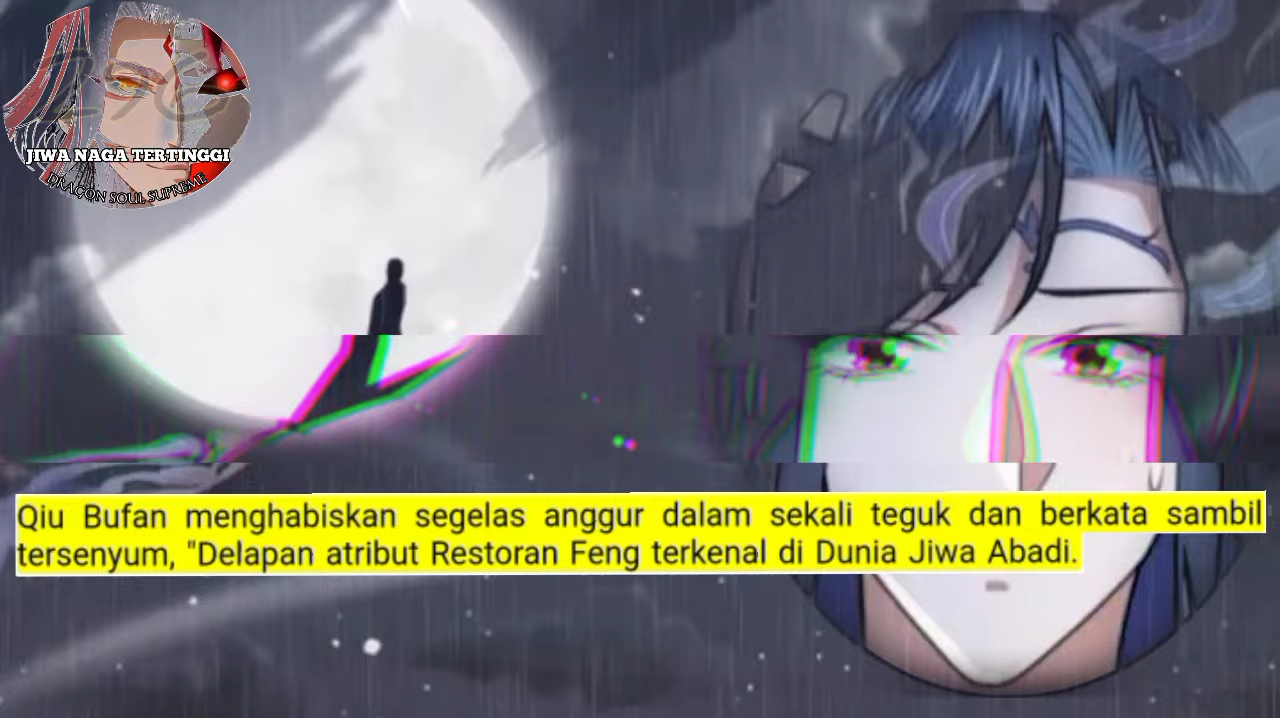 JIWA NAGA TERTINGGI
DRAGON SOUL SUPREME
Qiu Bufan menghabiskan segelas anggur dalam sekali teguk dan berkata sambil
tersenyum, "Delapan atribut Restoran Feng terkenal di Dunia Jiwa Abadi.